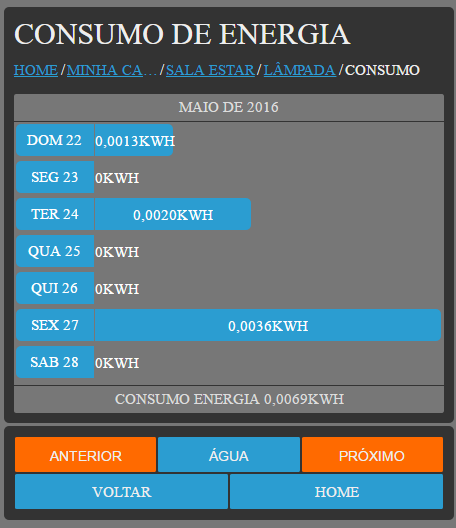 CONSUMO DE ENERGIA
HOME / MINHA CA... / SALA ESTAR / LÂMPADA / CONSUMO
MAIO DE 2016
DOM 22 0,0013KWH
SEG 23 0KWH
TER 24 0,0020KWH
QUA 25 0KWH
QUI 26 0KWH
SEX 27 0,0036KWH
SAB 28 0KWH
CONSUMO ENERGIA 0,0069KWH
ANTERIOR ÁGUA PRÓXIMO
VOLTAR HOME